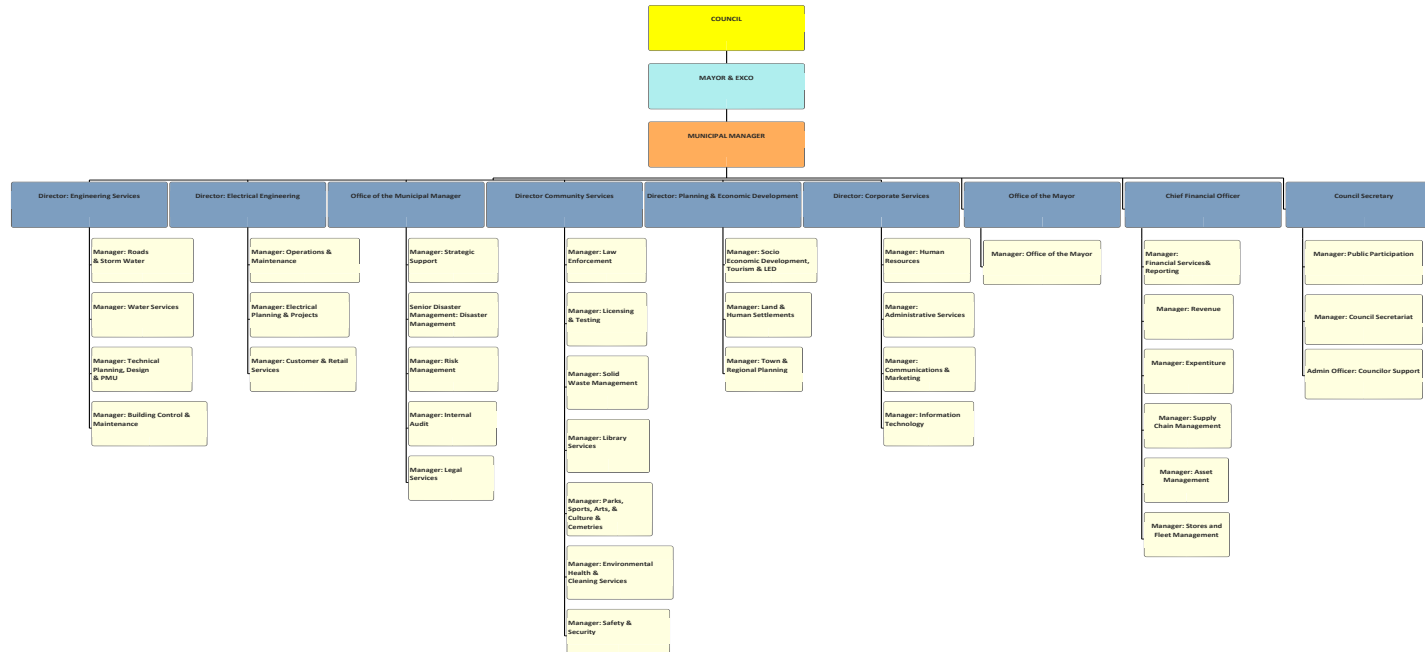 COUNCIL
MAYOR & EXCO
MUNICIPAL MANAGER
Director: Engineering Services
Director: Electrical Engineering
Office of the Municipal Manager
Director Community Services
Director: Planning & Economic Development
Director: Corporate Services
Office of the Mayor
Chief Financial Officer
Council Secretary
Manager: Roads
& Storm Water
Manager: Water Services
Manager: Technical
Planning, Design
& PMU
Manager: Building Control &
Maintenance
Manager: Operations &
Maintenance
Manager: Electrical
Planning & Projects
Manager: Customer & Retail
Services
Manager: Strategic
Support
Senior Disaster
Management: Disaster
Management
Manager: Risk
Management
Manager: Internal
Audit
Manager: Legal
Services
Manager: Law
Enforcement
Manager: Licensing
& Testing
Manager: Solid
Waste Management
Manager: Library
Services
Manager: Parks,
Sports, Arts, &
Culture &
Cemetries
Manager: Environmental
Health &
Cleaning Services
Manager: Safety &
Security
Manager: Socio
Economic Development,
Tourism & LED
Manager: Land &
Human Settlements
Manager: Town &
Regional Planning
Manager: Human
Resources
Manager:
Administrative Services
Manager:
Communications &
Marketing
Manager: Information
Technology
Manager: Office of the Mayor
Manager:
Financial Services&
Reporting
Manager: Revenue
Manager: Expentiture
Manager: Supply
Chain Management
Manager: Asset
Management
Manager: Stores and
Fleet Management
Manager: Public Participation
Manager: Council Secretariat
Admin Officer: Councilor Support